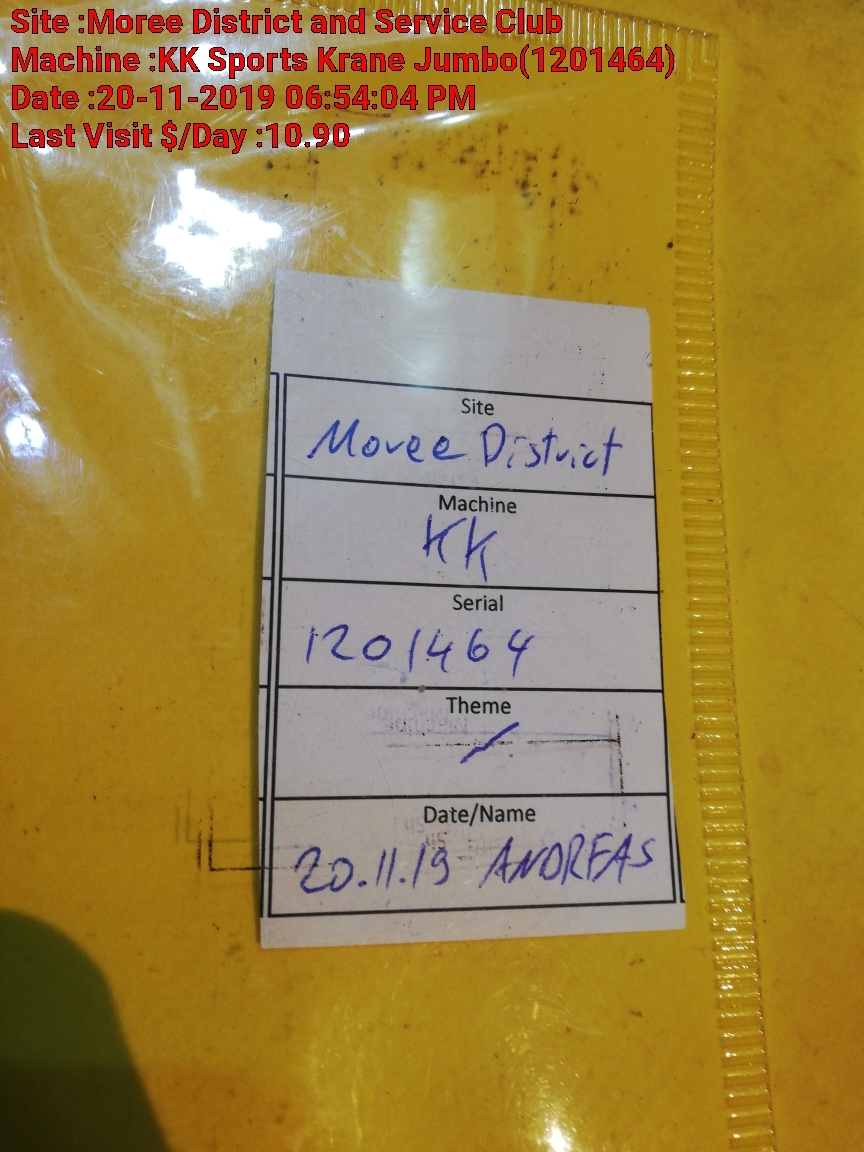 Site :Moree District and Service Club
Machine :KK Sports Krane Jumbo(1201464)
Date :20-11-2019 06:54:04 PM
Last Visit $/Day :10.90
Site
Moree District
Machine
KK
Serial
1201464
Theme
Date/Name
20.11.19 ANDREAS